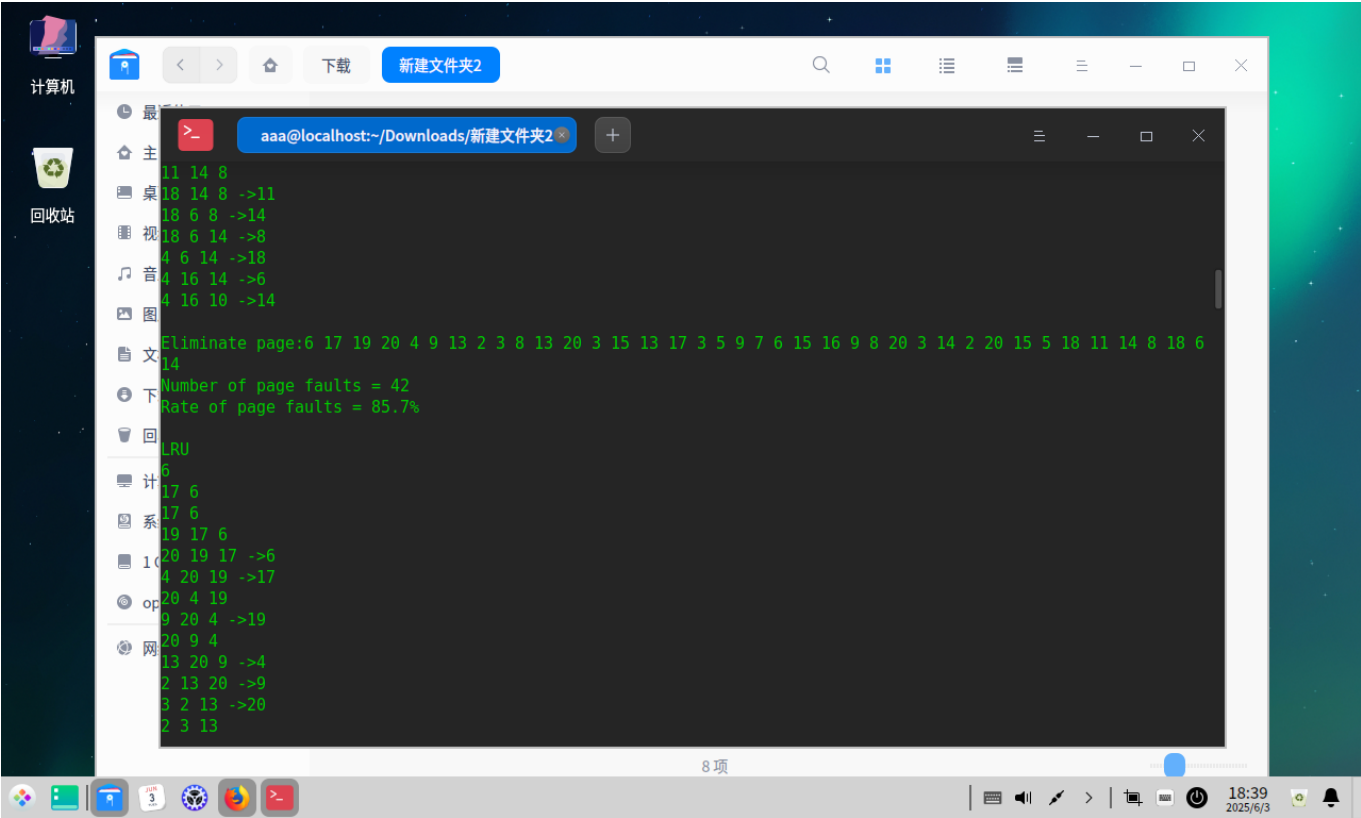 计算机
回收站
下载
新建文件夹2
主
桌
视
音
图
文
下
回
计
系
op
网
aaa@localhost:~/Downloads/新建文件夹2
11 14 8
18 14 8 ->11
18 6 8 ->14
18 6 14 ->8
4 6 14 ->18
4 16 14 ->6
4 16 10 ->14
Eliminate page:6 17 19 20 4 9 13 2 3 8 13 20 3 15 13 17 3 5 9 7 6 15 16 9 8 20 3 14 2 20 15 5 18 11 14 8 18 6
14
Number of page faults = 42
Rate of page faults = 85.7%
LRU
6
17 6
17 6
19 17 6
20 19 17 ->6
4 20 19 ->17
20 4 19
9 20 4 ->19
20 9 4
13 20 9 ->4
2 13 20 ->9
3 2 13 ->20
2 3 13
8项
18:39
2025/6/3